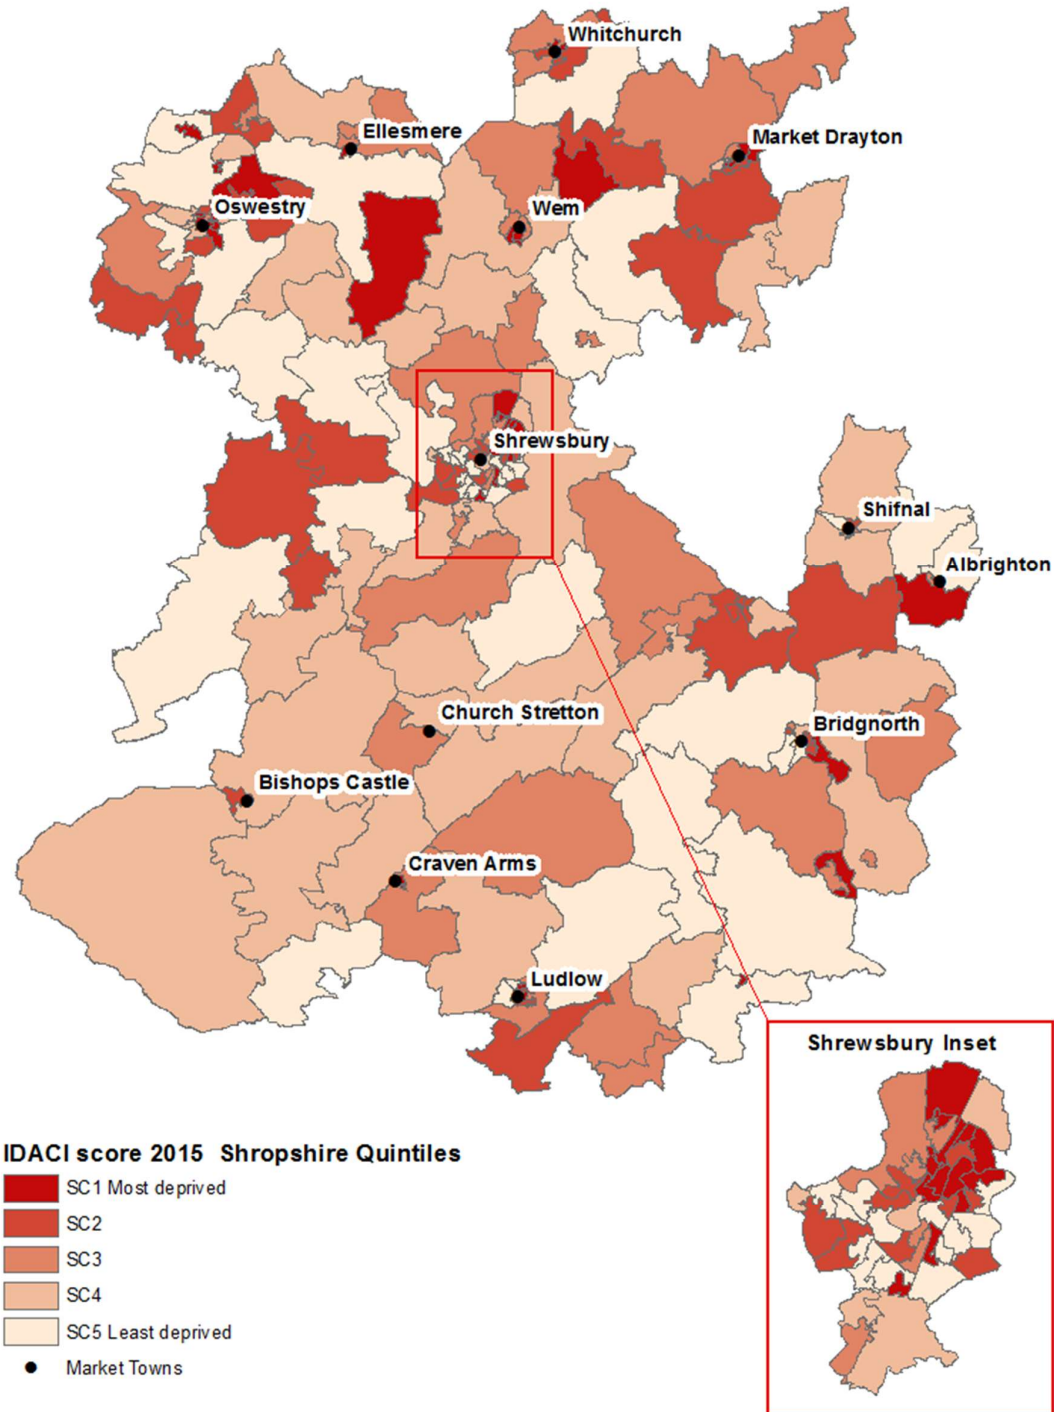 Whitchurch
Ellesmere
Market Drayton
Oswestry
Wem
Shrewsbury
Shifnal
Albrighton
Church Stretton
Bridgnorth
Bishops Castle
Craven Arms
Ludlow
Shrewsbury Inset
IDACI score 2015 Shropshire Quintiles
SC1 Most deprived
SC2
SC3
SC4
SC5 Least deprived
Market Towns